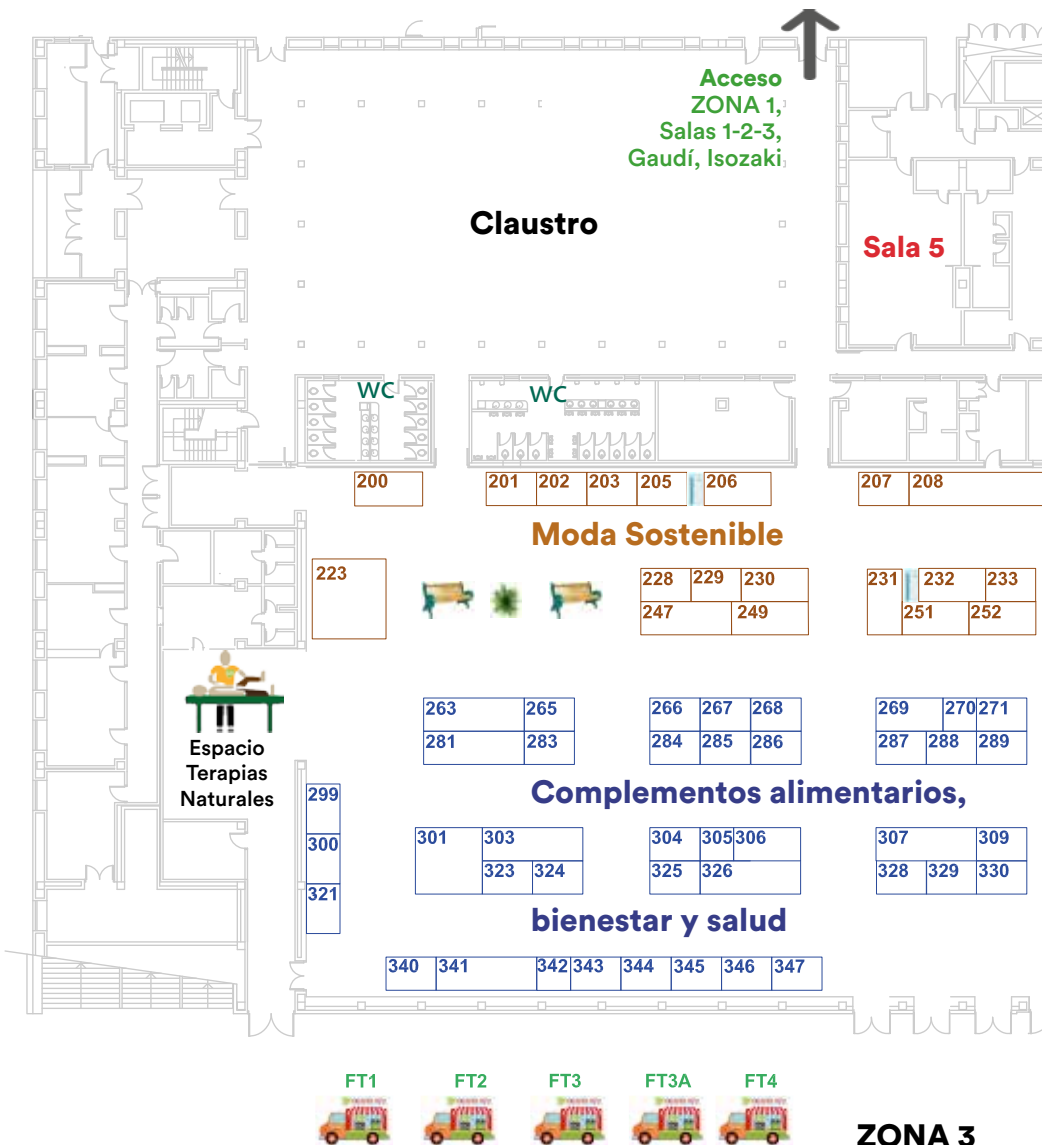 Acceso
ZONA 1,
Salas 1-2-3,
Gaudí, Isozaki
Claustro
Sala 5
WC
WC
200
201 202 203 205 206
207 208
Moda Sostenible
223
228 229 230
231 232 233
247 249
251 252
Espacio
Terapias
Naturales
263 265
266 267 268
269 270 271
281 283
284 285 286
287 288 289
Complementos alimentarios,
299
300
321
301 303
304 305 306
307 309
323 324
325 326
328 329 330
bienestar y salud
340 341 342 343 344 345 346 347
FT1 FT2 FT3 FT3A FT4
ZONA 3